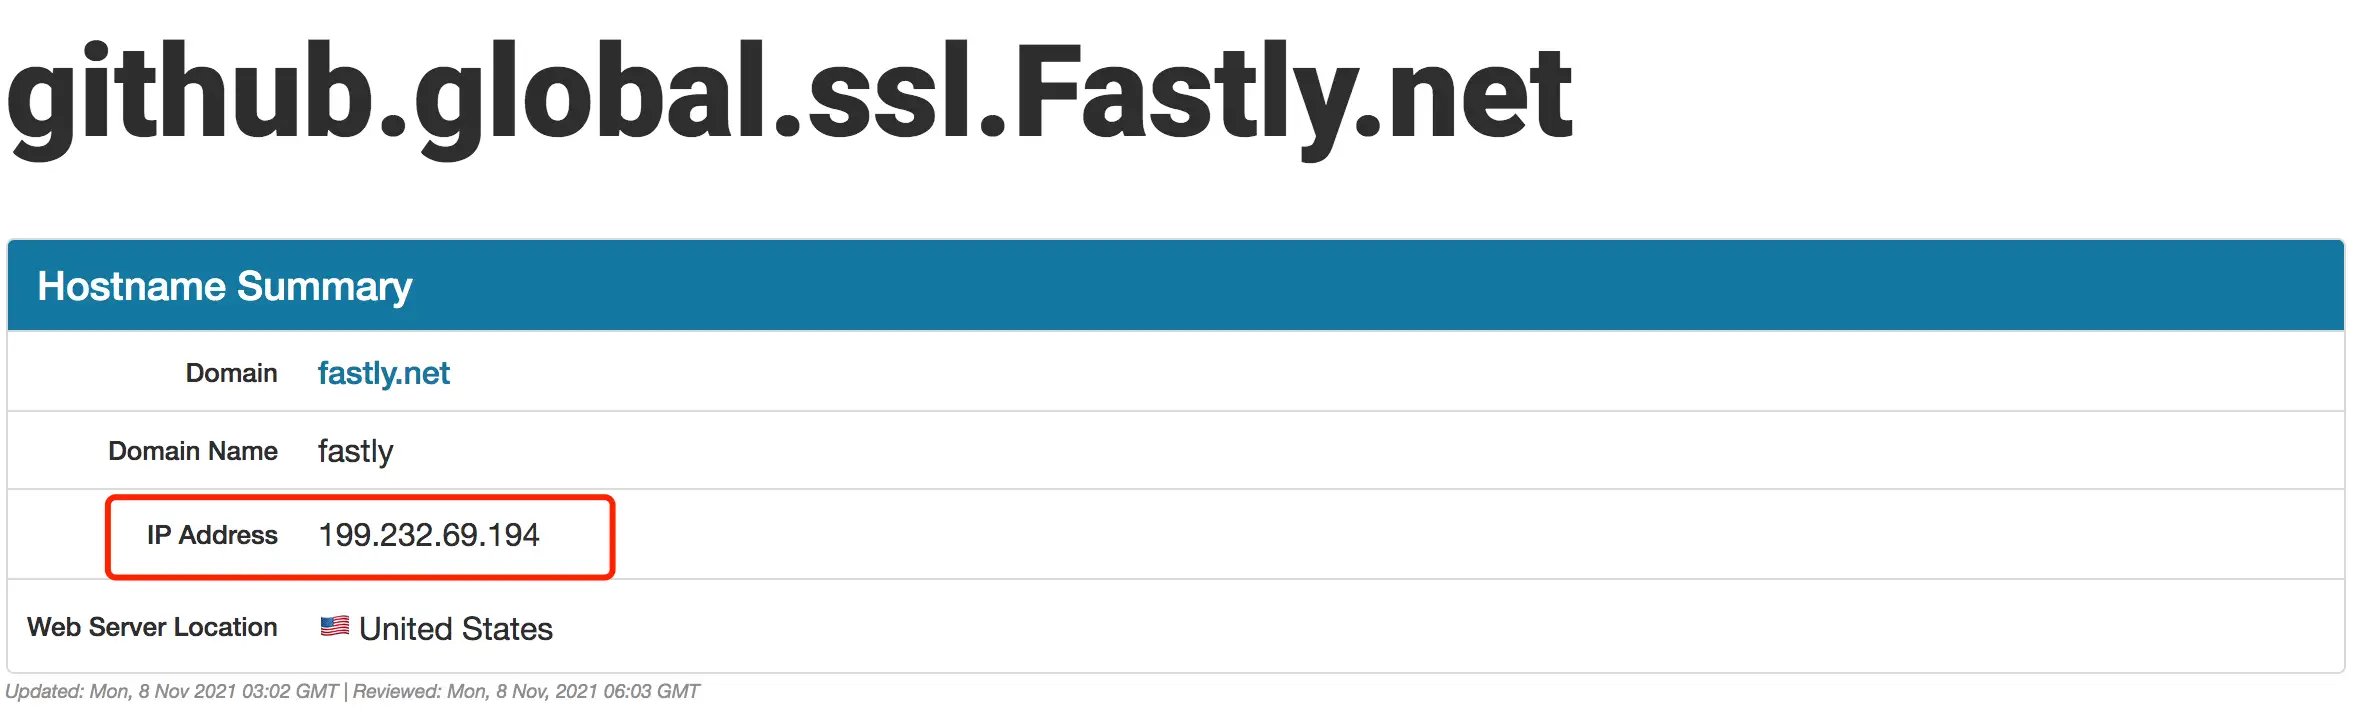 github.global.ssl.Fastly.net
Hostname Summary
Domain fastly.net
Domain Name fastly
IP Address 199.232.69.194
Web Server Location United States
Updated: Mon, 8 Nov 2021 03:02 GMT | Reviewed: Mon, 8 Nov, 2021 06:03 GMT